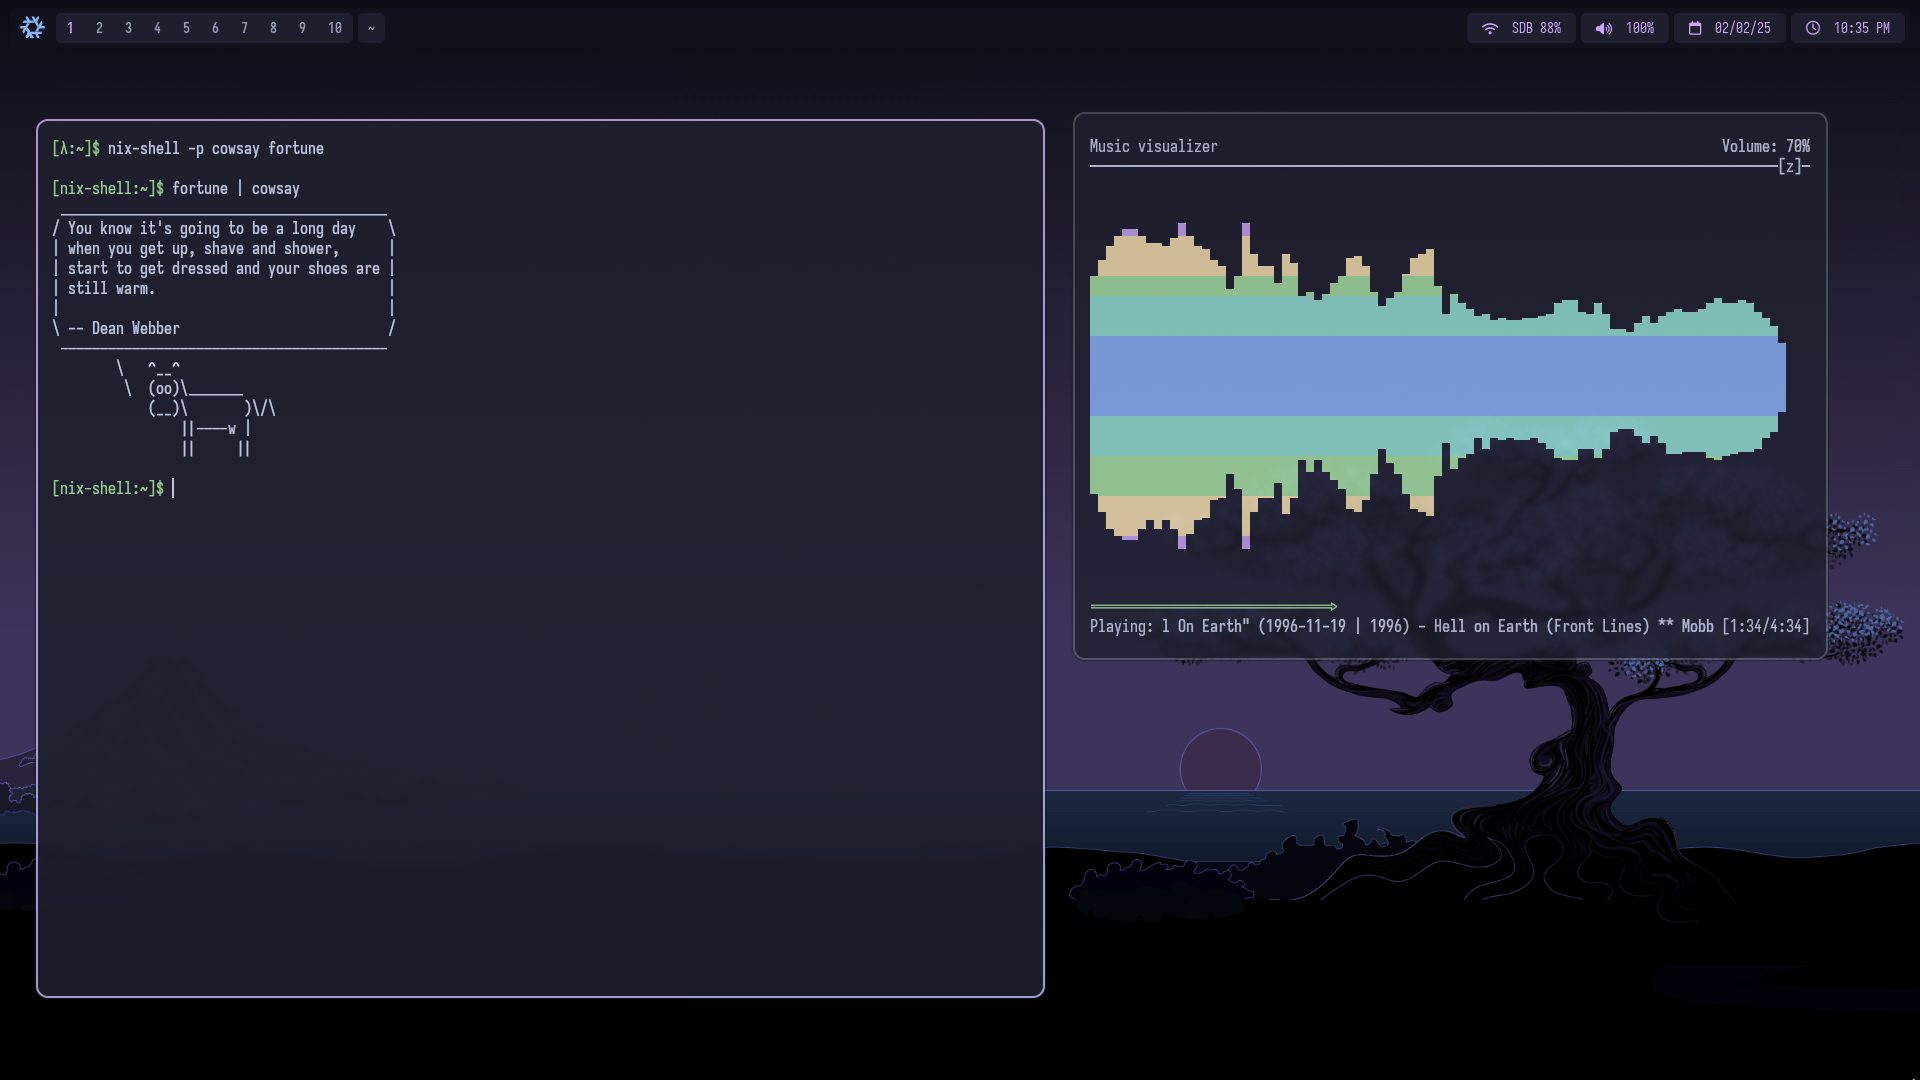 1 2 3 4 5 6 7 8 9 10 ~
SDB 88% 100% 02/02/25 10:35 PM
[λ:~]$ nix-shell -p cowsay fortune
[nix-shell:~]$ fortune | cowsay
 _________________________________________
/ You know it's going to be a long day    \
| when you get up, shave and shower,      |
| start to get dressed and your shoes are |
| still warm.                             |
|                                         |
\ -- Dean Webber                          /
 -----------------------------------------
        \   ^__^
         \  (oo)\_______
            (__)\       )\/\
                ||----w |
                ||     ||
[nix-shell:~]$
Music visualizer Volume: 70%
[z]
Playing: l On Earth" (1996-11-19 | 1996) - Hell on Earth (Front Lines) ** Mobb [1:34/4:34]